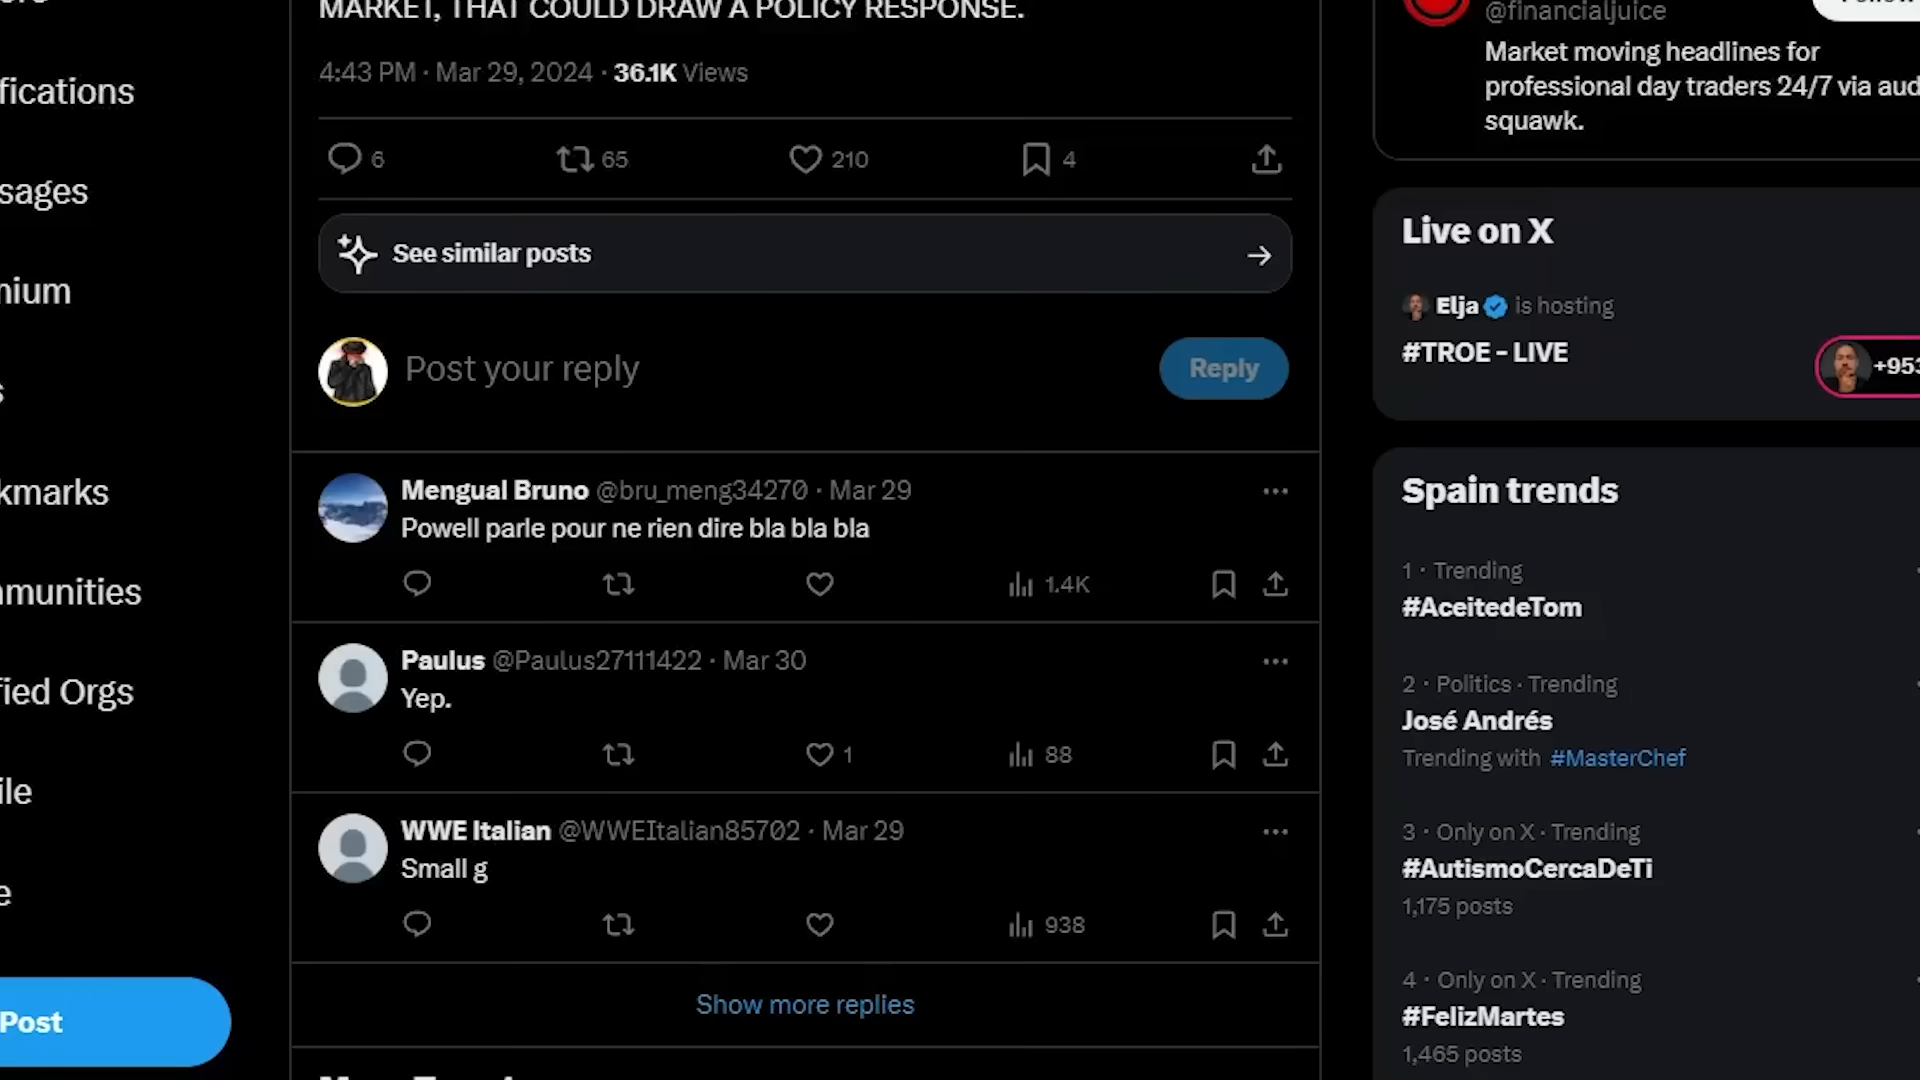 MARKET, THAT COULD DRAW A POLICY RESPONSE.
4:43 PM · Mar 29, 2024 · 36.1K Views
6
65
210
4
See similar posts
Post your reply
Reply
Mengual Bruno @bru_meng34270 · Mar 29
Powell parle pour ne rien dire bla bla bla
1.4K
Paulus @Paulus27111422 · Mar 30
Yep.
1
88
WWE Italian @WWEItalian85702 · Mar 29
Small g
938
Show more replies
fications
sages
nium
kmarks
munities
fied Orgs
ile
e
Post
@financialjuice
Market moving headlines for
professional day traders 24/7 via aud
squawk.
Live on X
Elja is hosting
#TROE - LIVE
+953
Spain trends
1 · Trending
#AceitedeTom
2 · Politics · Trending
José Andrés
Trending with #MasterChef
3 · Only on X · Trending
#AutismoCercaDeTi
1,175 posts
4 · Only on X · Trending
#FelizMartes
1,465 posts